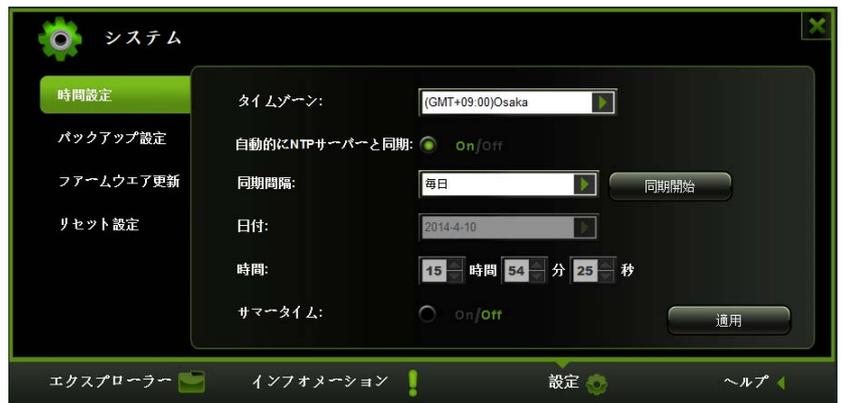 システム
時間設定
バックアップ設定
ファームウエア更新
リセット設定
タイムゾーン: (GMT+09:00)Osaka
自動的にNTPサーバーと同期: On/Off
同期間隔: 毎日 同期開始
日付: 2014-4-10
時間: 15 時間 54 分 25 秒
サマータイム: On/Off
適用
エクスプローラー インフォメーション 設定 ヘルプ